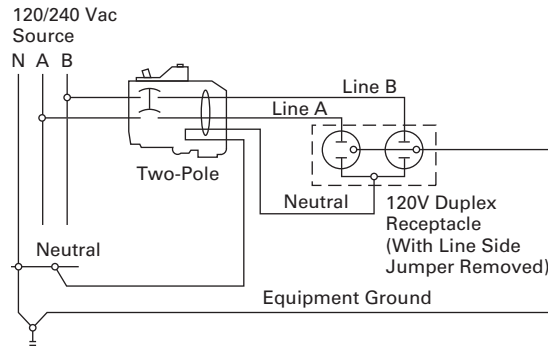 120/240 Vac
Source
N A B
Line B
Line A
Two-Pole
Neutral
120V Duplex
Receptacle
(With Line Side
Jumper Removed)
Neutral
Equipment Ground